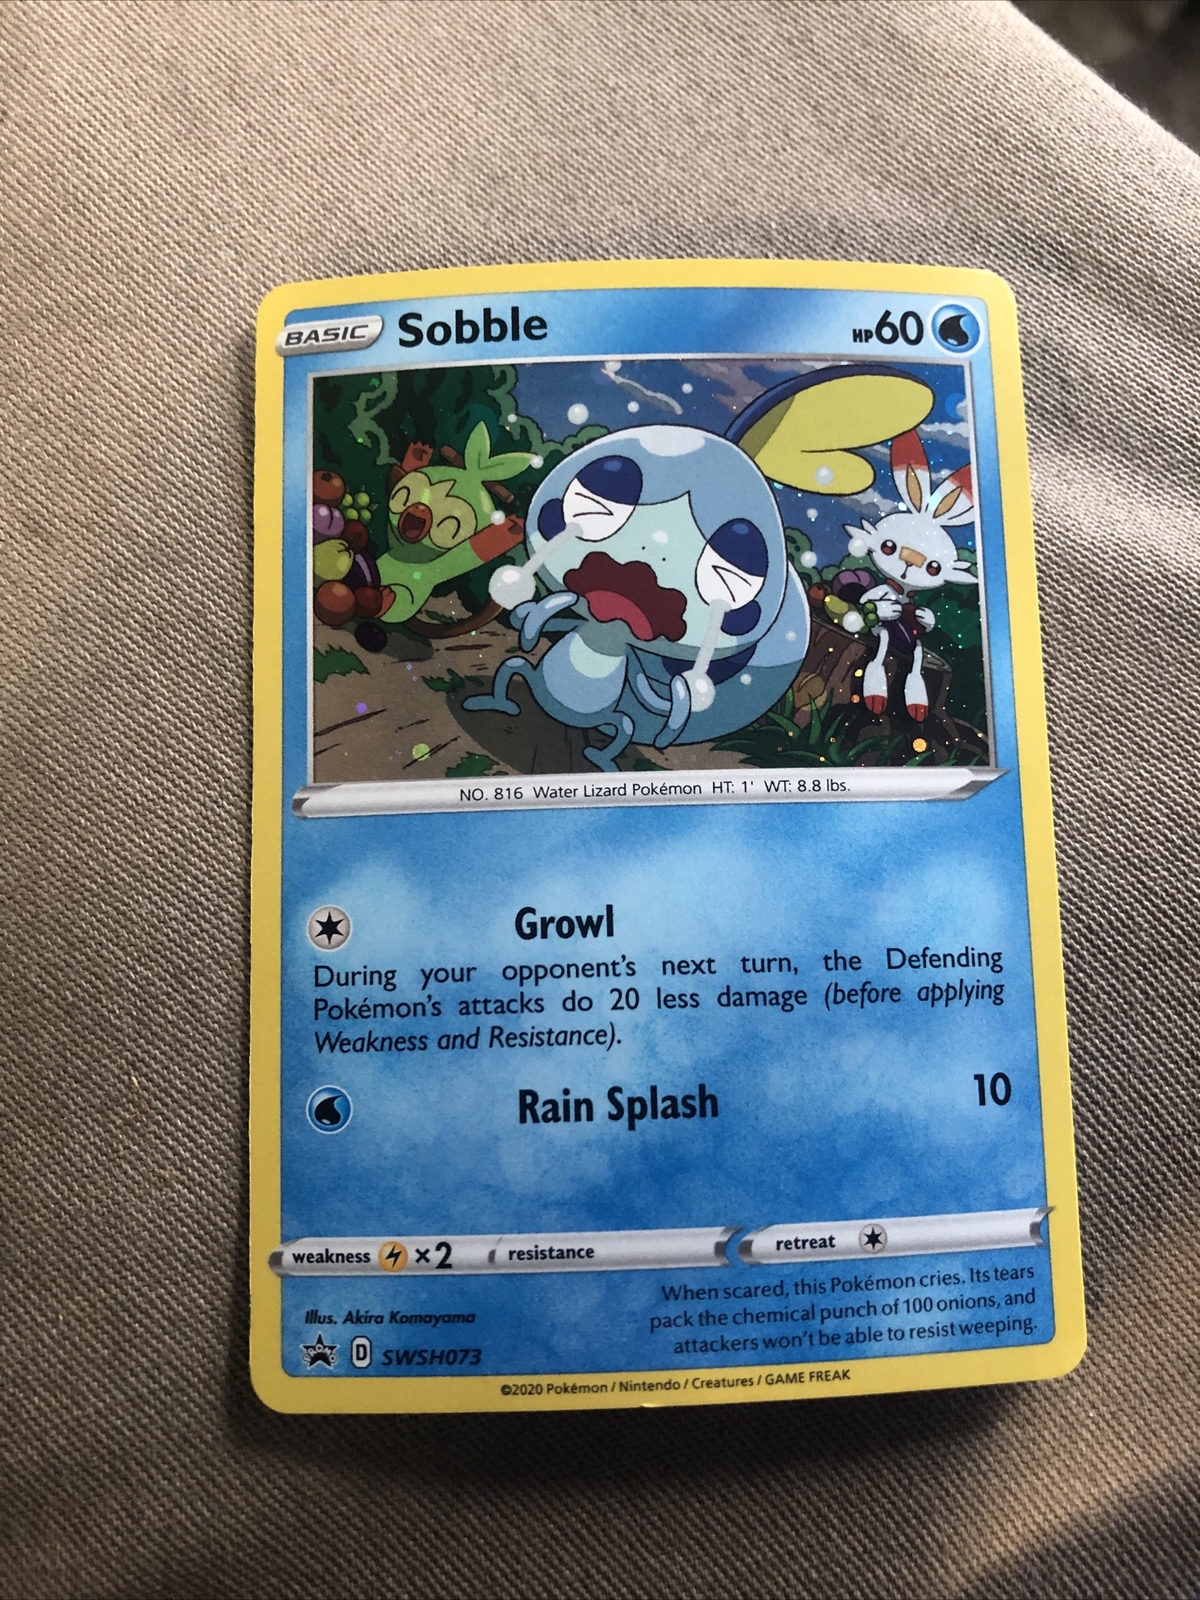 BASIC Sobble HP 60
NO. 816 Water Lizard Pokémon HT: 1' WT: 8.8 lbs.
Growl
During your opponent's next turn, the Defending
Pokémon's attacks do 20 less damage (before applying
Weakness and Resistance).
Rain Splash 10
weakness ×2 resistance retreat
When scared, this Pokémon cries. Its tears
pack the chemical punch of 100 onions, and
attackers won't be able to resist weeping.
Illus. Akira Komayama
PROMO D SWSH073
©2020 Pokémon / Nintendo / Creatures / GAME FREAK